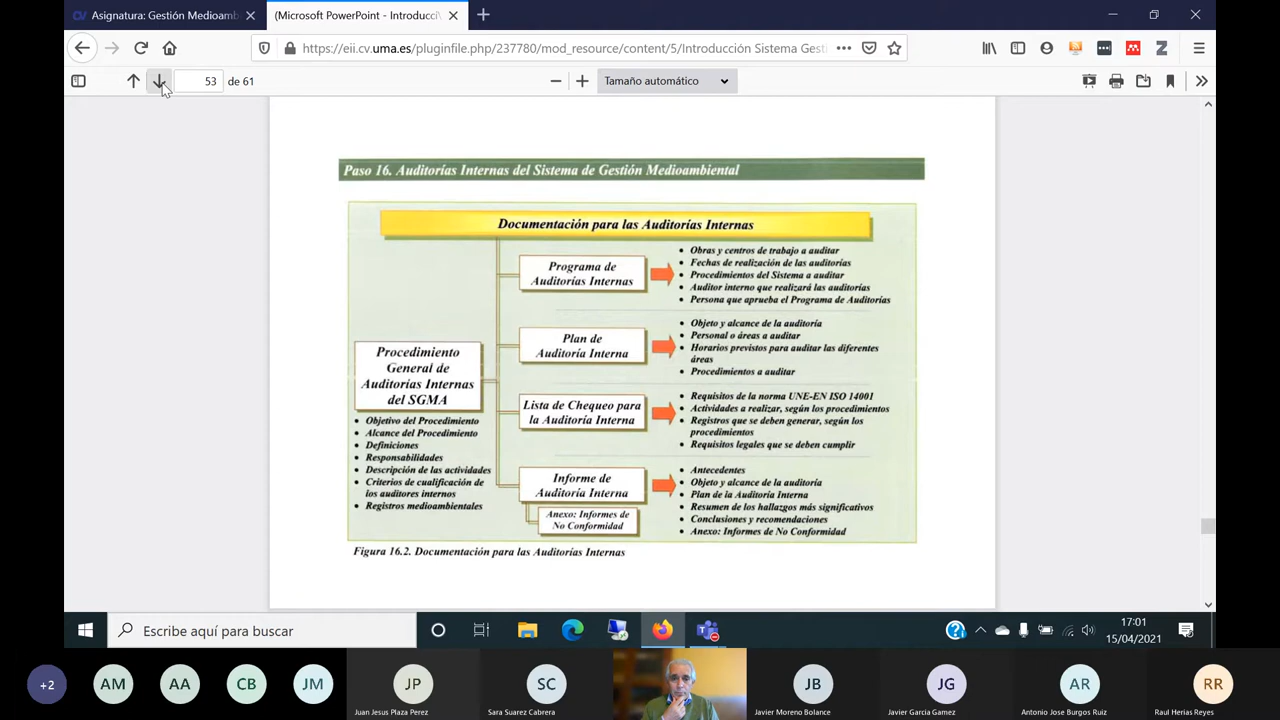 Asignatura: Gestión Medioamb
(Microsoft PowerPoint - Introducci
https://eii.cv.uma.es/pluginfile.php/237780/mod_resource/content/5/Introducción Sistema Gest
53 de 61
Tamaño automático
Paso 16. Auditorías Internas del Sistema de Gestión Medioambiental
Documentación para las Auditorías Internas
Procedimiento
General de
Auditorías Internas
del SGMA
• Objetivo del Procedimiento
• Alcance del Procedimiento
• Definiciones
• Responsabilidades
• Descripción de las actividades
• Criterios de cualificación de
los auditores internos
• Registros medioambientales
Programa de
Auditorías Internas
• Obras y centros de trabajo a auditar
• Fechas de realización de las auditorías
• Procedimientos del Sistema a auditar
• Auditor interno que realizará las auditorías
• Persona que aprueba el Programa de Auditorías
Plan de
Auditoría Interna
• Objeto y alcance de la auditoría
• Personal o áreas a auditar
• Horarios previstos para auditar las diferentes
áreas
• Procedimientos a auditar
Lista de Chequeo para
la Auditoría Interna
• Requisitos de la norma UNE-EN ISO 14001
• Actividades a realizar, según los procedimientos
• Registros que se deben generar, según los
procedimientos
• Requisitos legales que se deben cumplir
Informe de
Auditoría Interna
Anexo: Informes de
No Conformidad
• Antecedentes
• Objeto y alcance de la auditoría
• Plan de la Auditoría Interna
• Resumen de los hallazgos más significativos
• Conclusiones y recomendaciones
• Anexo: Informes de No Conformidad
Figura 16.2. Documentación para las Auditorías Internas
Escribe aquí para buscar
17:01
15/04/2021
+2
AM
AA
CB
JM
JP
SC
JB
JG
AR
RR
Juan Jesus Plaza Perez
Sara Suarez Cabrera
Javier Moreno Bolance
Javier Garcia Gamez
Antonio Jose Burgos Ruiz
Raul Herias Reyes